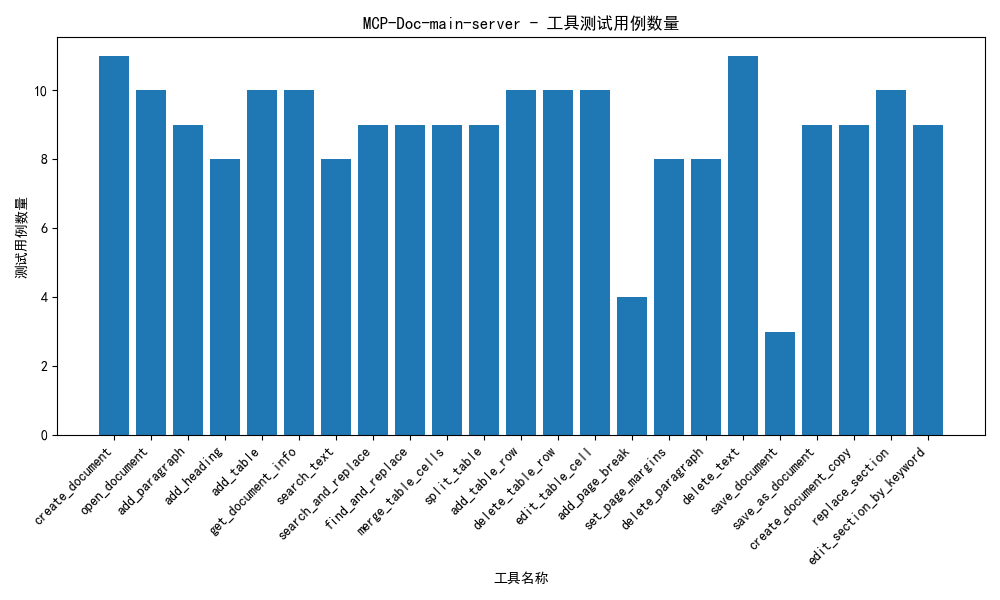 MCP-Doc-main-server - 工具测试用例数量
测试用例数量
10
8
6
4
2
0
create_document
open_document
add_paragraph
add_heading
add_table
get_document_info
search_text
search_and_replace
find_and_replace
merge_table_cells
split_table
add_table_row
delete_table_row
edit_table_cell
add_page_break
set_page_margins
delete_paragraph
delete_text
save_document
save_as_document
create_document_copy
replace_section
edit_section_by_keyword
工具名称